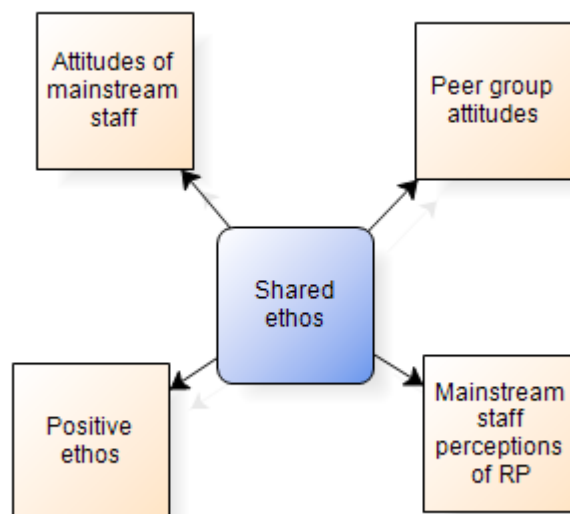 Attitudes of
mainstream
staff
Peer group
attitudes
Shared
ethos
Positive
ethos
Mainstream
staff
perceptions
of RP